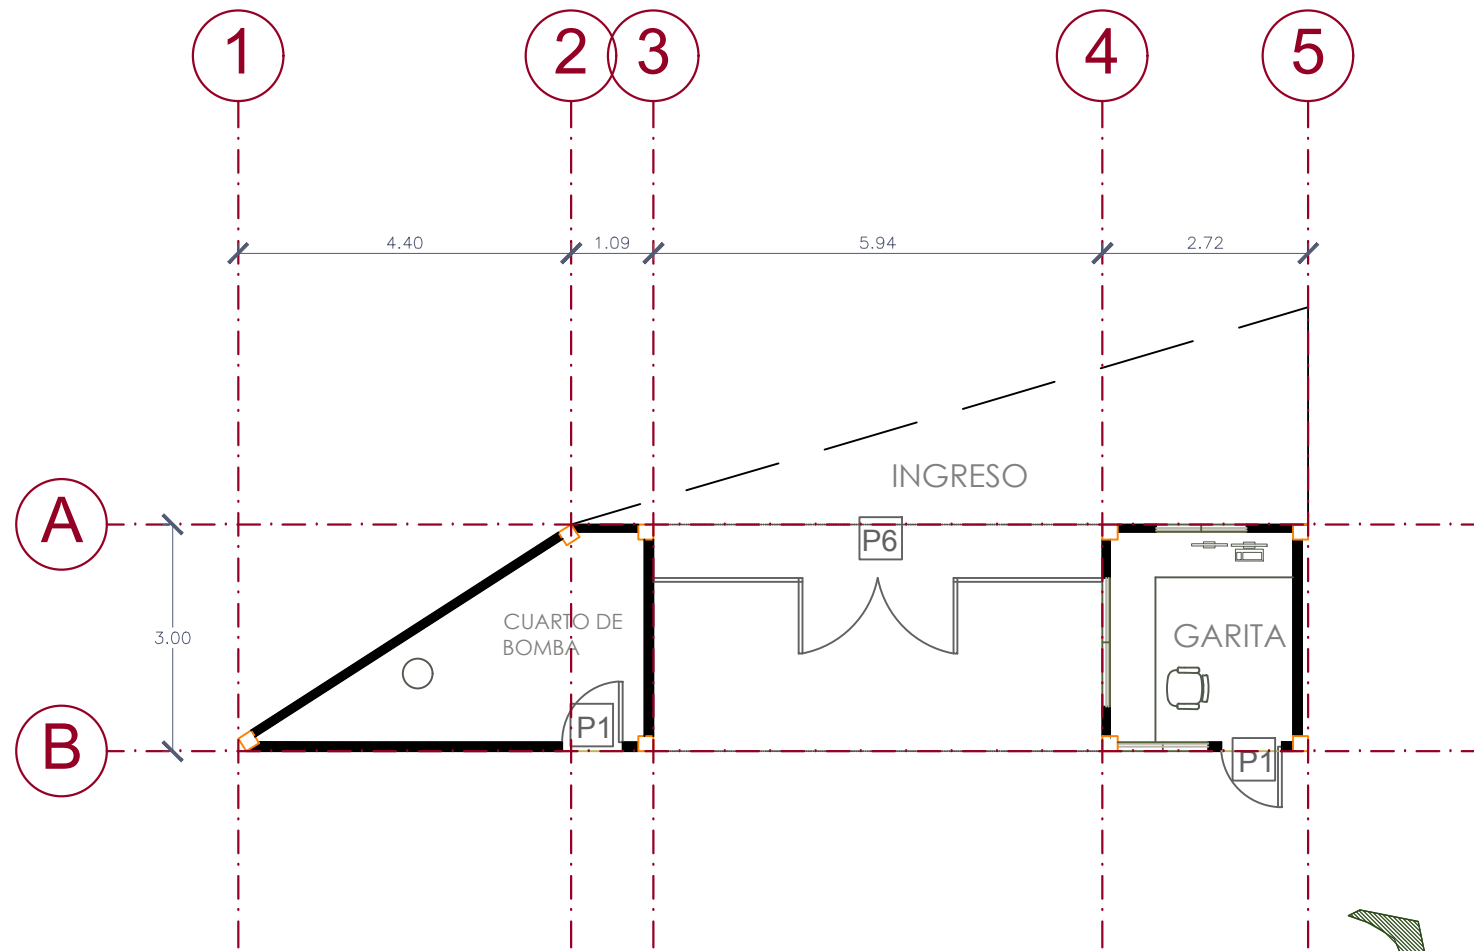 1 2 3 4 5
4.40 1.09 5.94 2.72
INGRESO
A
P6
3.00
CUARTO DE
BOMBA
GARITA
P1
B
P1